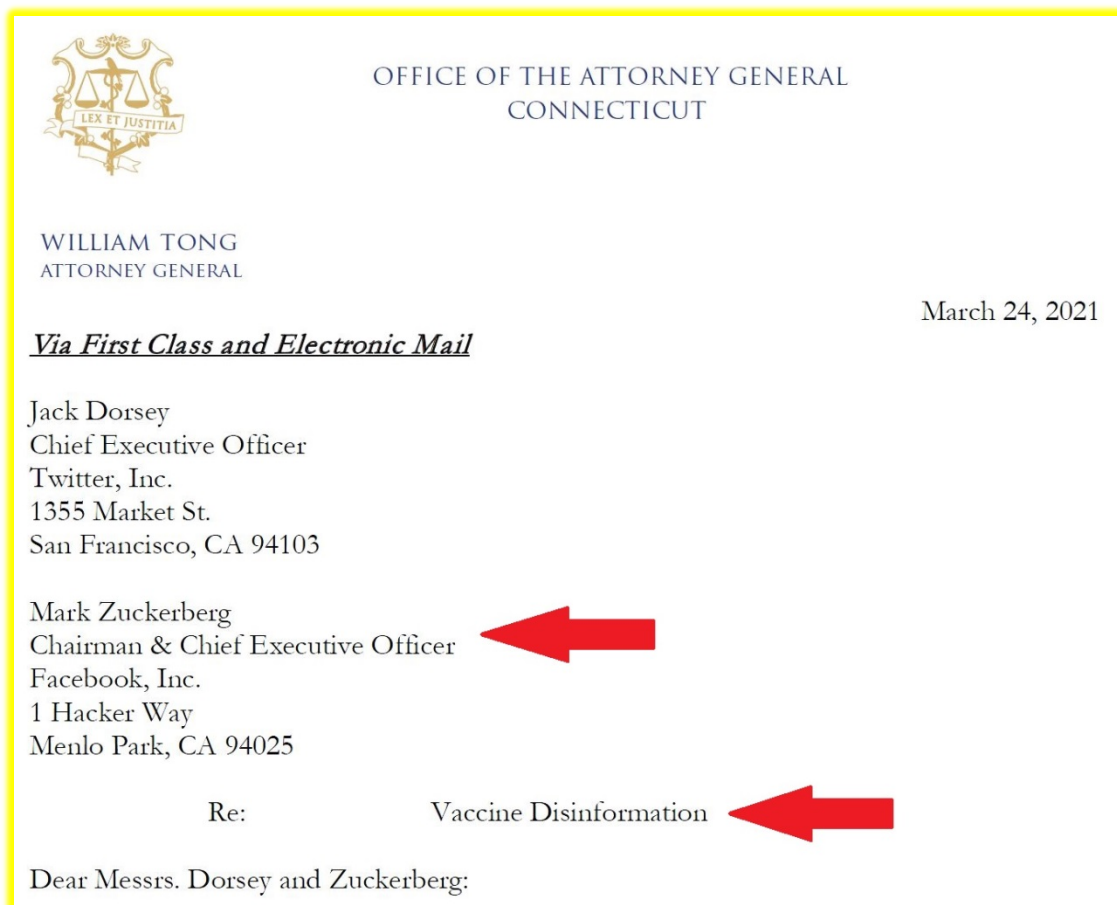 LEX ET JUSTITIA
OFFICE OF THE ATTORNEY GENERAL
CONNECTICUT
WILLIAM TONG
ATTORNEY GENERAL
March 24, 2021
Via First Class and Electronic Mail
Jack Dorsey
Chief Executive Officer
Twitter, Inc.
1355 Market St.
San Francisco, CA 94103
Mark Zuckerberg
Chairman & Chief Executive Officer
Facebook, Inc.
1 Hacker Way
Menlo Park, CA 94025
Re: Vaccine Disinformation
Dear Messrs. Dorsey and Zuckerberg: